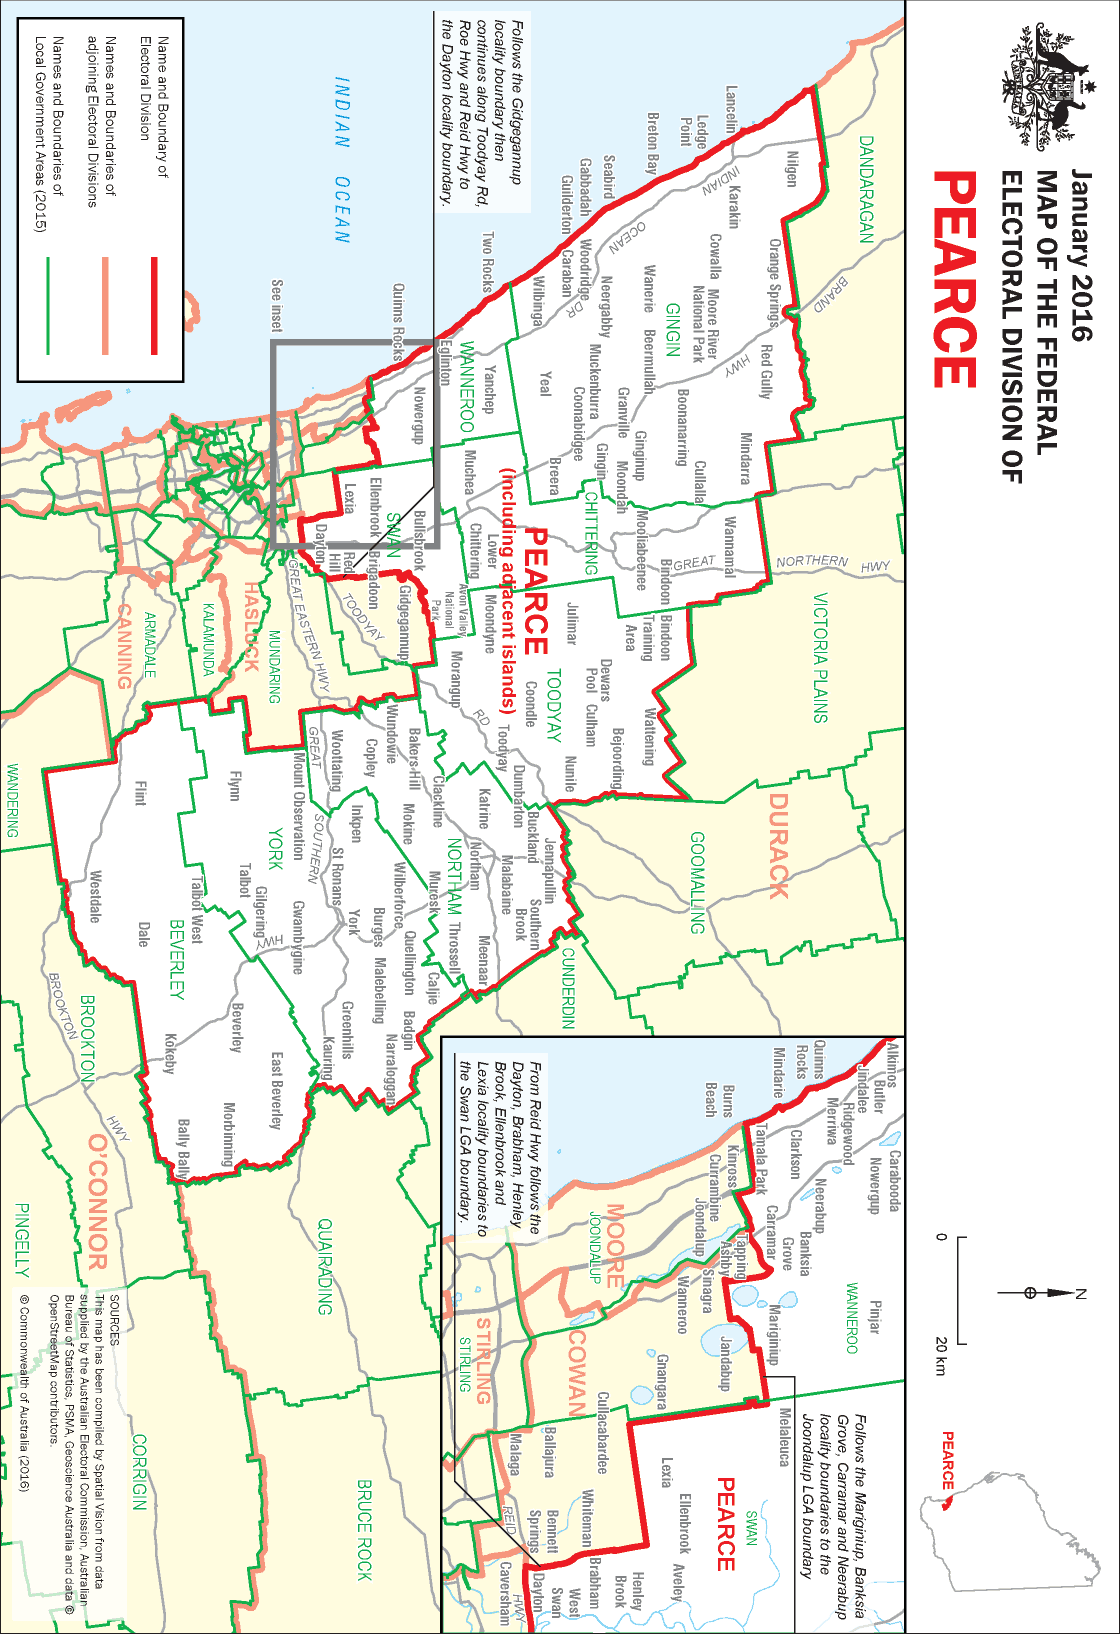 January 2016
MAP OF THE FEDERAL
ELECTORAL DIVISION OF
PEARCE
N
0
20 km
PEARCE
DANDARAGAN
BRAND
HWY
VICTORIA PLAINS
DURACK
GOOMALLING
CUNDERDIN
NORTHERN
HWY
GREAT
Lancelin
Ledge
Point
Breton Bay
Seabird
Gabbadah
Guilderton
Nilgen
Karakin
INDIAN
OCEAN
DR
Orange Springs
Cowalla
Moore River
National Park
Red Gully
Wanerie
Beermullah
GINGIN
Woodridge
Neergabby
Caraban
Wilbinga
Two Rocks
Muckenburra
Coonabidgee
Granville
Boonanarring
Mindarra
Cullalla
Ginginup
Moondah
Gingin
Yeal
Breera
Wannamal
Mooliabeenee
CHITTERING
Bindoon
Bindoon
Training
Area
Yanchep
WANNEROO
Eglinton
Quinns Rocks
Nowergup
See inset
Muchea
Lower
Chittering
PEARCE
(including adjacent islands)
Julimar
Dewars
Pool
Culham
Wattening
Bejoording
TOODYAY
Coondle
Nunile
Moondyne
Avon Valley
National
Park
Morangup
RD
Toodyay
Dumbarton
Bullsbrook
SWAN
Ellenbrook
Lexia
Dayton
Red
Hill
Brigadoon
Gidgegannup
TOODYAY
GREAT EASTERN HWY
HASLUCK
MUNDARING
KALAMUNDA
ARMADALE
CANNING
Wundowie
Bakers Hill
Copley
Woottating
Clackline
Katrine
Buckland
Jennapullin
Mokine
Northam
Malabaine
Southern
Brook
NORTHAM
Muresk
Throssell
Meenaar
Inkpen
Wilberforce
GREAT
SOUTHERN
HWY
Mount Observation
St Ronans
York
Burges
Quellington
Caljie
Malebelling
Badgin
Narraloggan
Greenhills
Kauring
Flynn
YORK
Talbot
Gilgering
Gwambygine
Talbot West
Flint
BEVERLEY
Westdale
Dale
Beverley
Kokeby
East Beverley
Morbinning
Bally Bally
WANDERING
BROOKTON
BROOKTON
HWY
O'CONNOR
PINGELLY
QUAIRADING
CORRIGIN
BRUCE ROCK
INDIAN OCEAN
Follows the Gidgegannup
locality boundary then
continues along Toodyay Rd,
Roe Hwy and Reid Hwy to
the Dayton locality boundary.
Name and Boundary of
Electoral Division
Names and Boundaries of
adjoining Electoral Divisions
Names and Boundaries of
Local Government Areas (2015)
Alkimos
Butler
Jindalee
Quinns
Rocks
Mindarie
Ridgewood
Merriwa
Carabooda
Nowergup
Clarkson
Neerabup
Burns
Beach
Tamala Park
Kinross
Currambine
Joondalup
Carramar
Banksia
Grove
Tapping
Ashby
Sinagra
Wanneroo
Mariginiup
Pinjar
WANNEROO
Jandabup
Gnangara
MOORE
JOONDALUP
COWAN
STIRLING
STIRLING
Melaleuca
Cullacabardee
Ballajura
Malaga
Lexia
PEARCE
SWAN
Ellenbrook
Aveley
Whiteman
Bennett
Springs
REID
HWY
Brabham
Henley
Brook
West
Swan
Dayton
Caversham
Follows the Mariginiup, Banksia
Grove, Carramar and Neerabup
locality boundaries to the
Joondalup LGA boundary
From Reid Hwy follows the
Dayton, Brabham, Henley
Brook, Ellenbrook and
Lexia locality boundaries to
the Swan LGA boundary.
SOURCES
This map has been compiled by Spatial Vision from data
supplied by the Australian Electoral Commission, Australian
Bureau of Statistics, PSMA, Geoscience Australia and data ©
OpenStreetMap contributors.
© Commonwealth of Australia (2016)